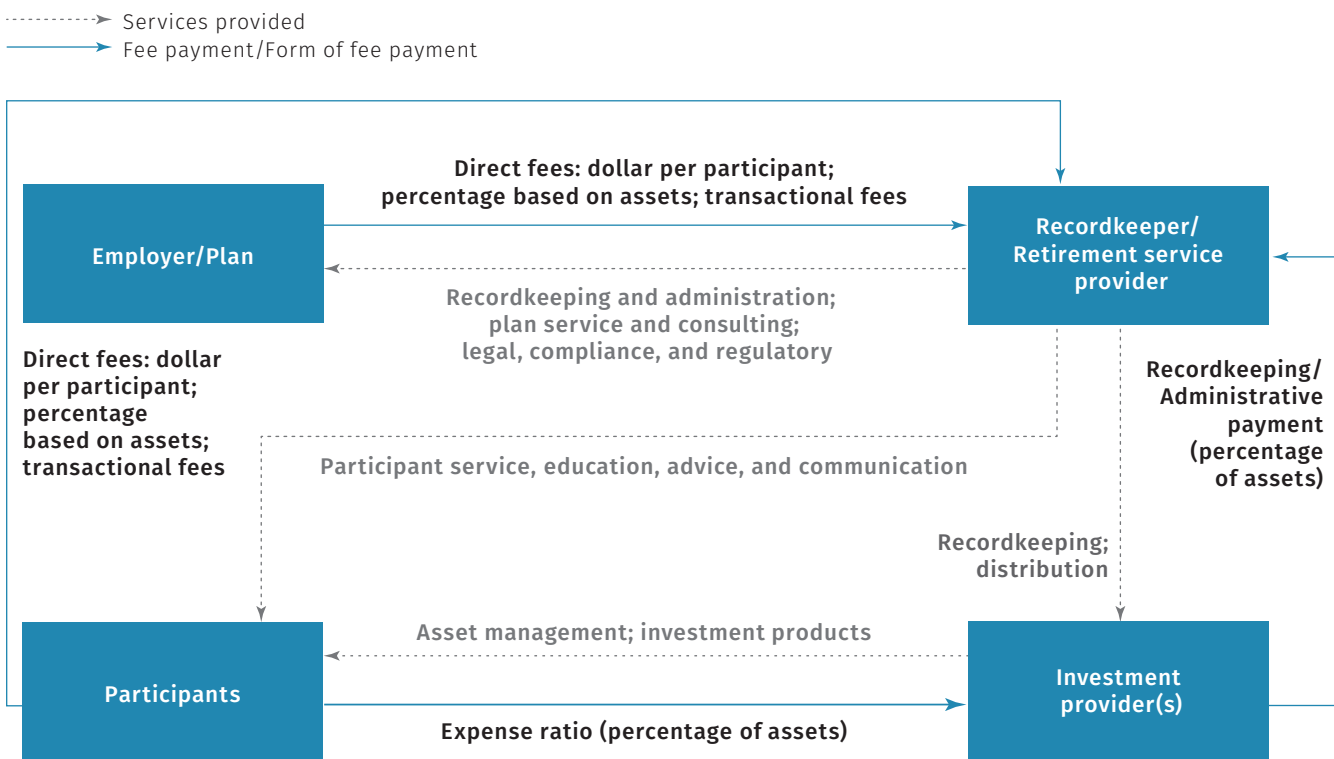 Services provided
Fee payment/Form of fee payment
Direct fees: dollar per participant;
percentage based on assets; transactional fees
Employer/Plan
Recordkeeper/
Retirement service
provider
Recordkeeping and administration;
plan service and consulting;
legal, compliance, and regulatory
Direct fees: dollar
per participant;
percentage
based on assets;
transactional fees
Recordkeeping/
Administrative
payment
(percentage
of assets)
Participant service, education, advice, and communication
Recordkeeping;
distribution
Asset management; investment products
Participants
Investment
provider(s)
Expense ratio (percentage of assets)